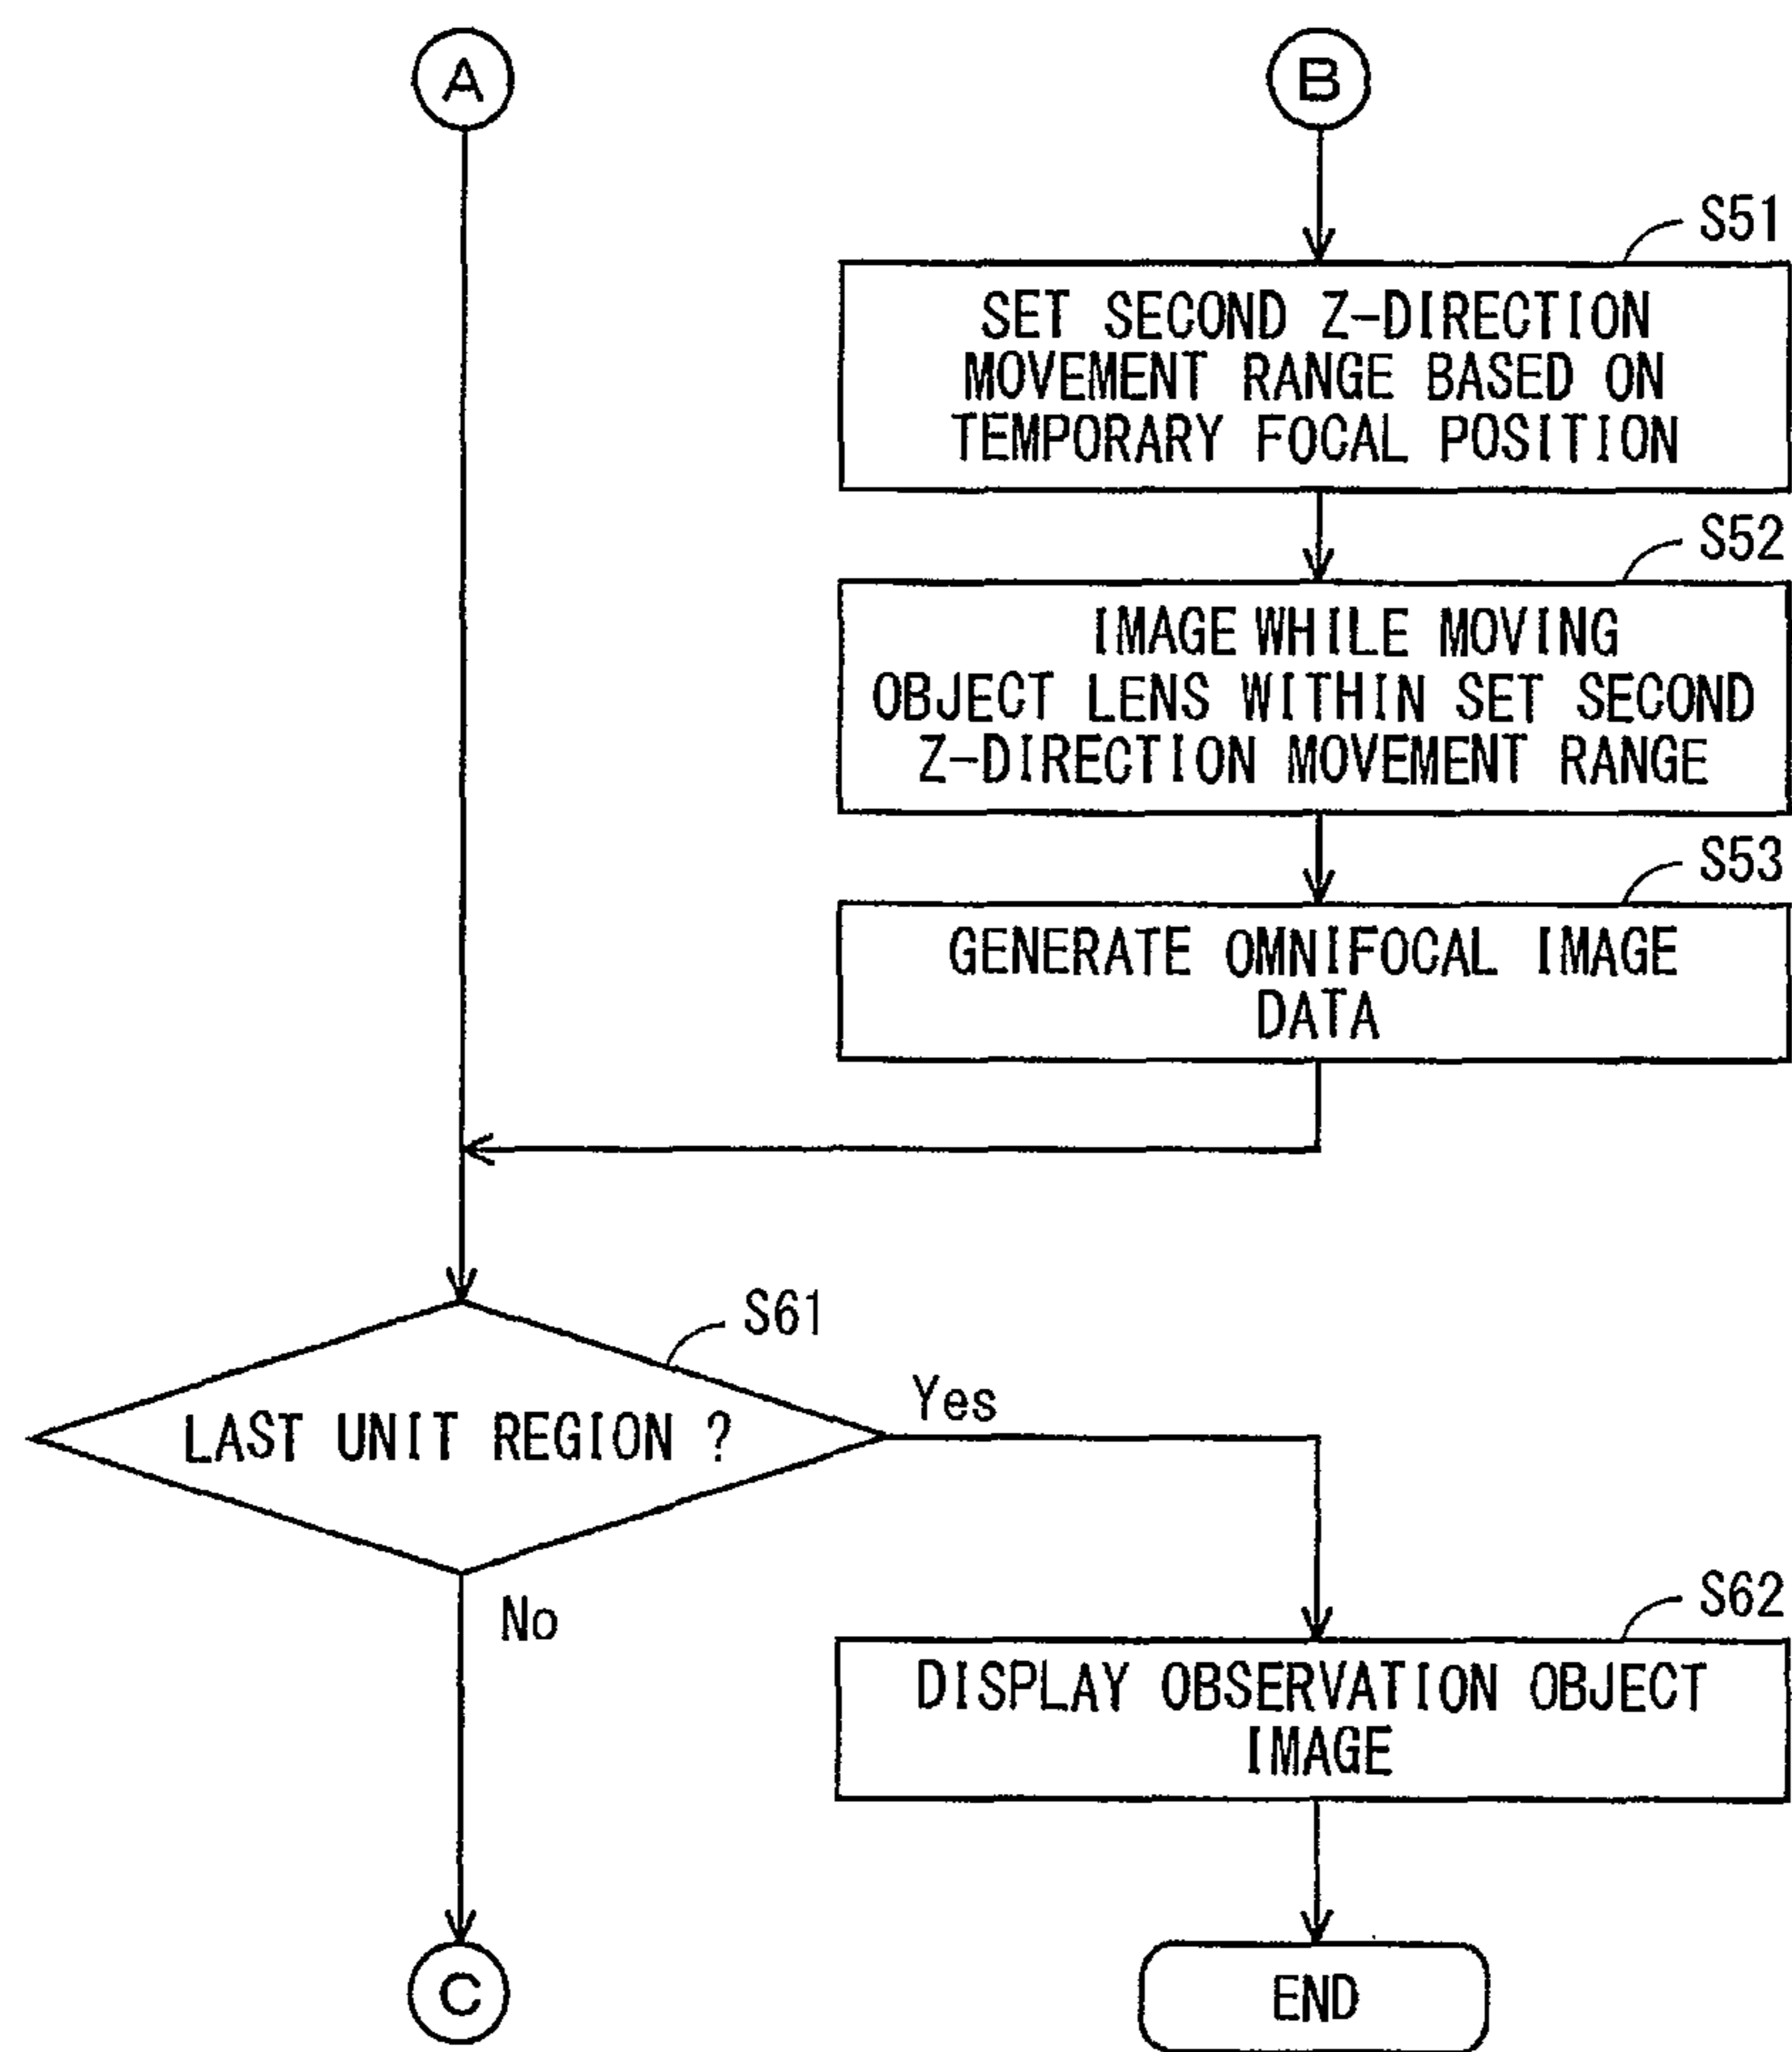 A
B
S51
SET SECOND Z-DIRECTION
MOVEMENT RANGE BASED ON
TEMPORARY FOCAL POSITION
S52
IMAGE WHILE MOVING
OBJECT LENS WITHIN SET SECOND
Z-DIRECTION MOVEMENT RANGE
S53
GENERATE OMNIFOCAL IMAGE
DATA
S61
LAST UNIT REGION ?
Yes
No
S62
DISPLAY OBSERVATION OBJECT
IMAGE
C
END